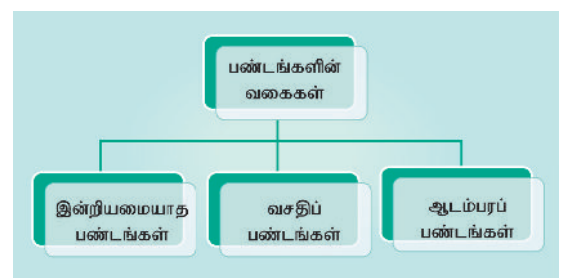 பண்டங்களின்
வகைகள்
இன்றியமையாத
பண்டங்கள்
வசதிப்
பண்டங்கள்
ஆடம்பரப்
பண்டங்கள்